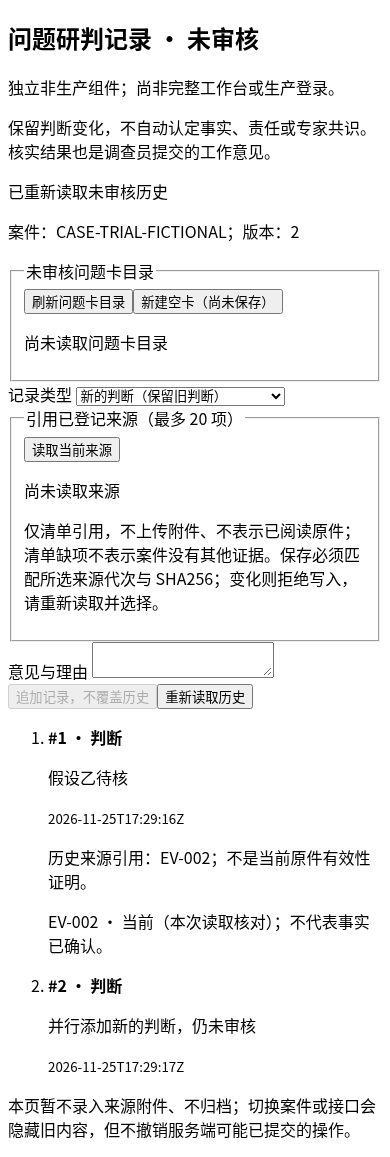 问题研判记录 · 未审核
独立非生产组件；尚非完整工作台或生产登录。
保留判断变化，不自动认定事实、责任或专家共识。
核实结果也是调查员提交的工作意见。
已重新读取未审核历史
案件：CASE-TRIAL-FICTIONAL；版本：2
未审核问题卡目录
刷新问题卡目录 新建空卡（尚未保存）
尚未读取问题卡目录
记录类型 新的判断（保留旧判断）
引用已登记来源（最多 20 项）
读取当前来源
尚未读取来源
仅清单引用，不上传附件、不表示已阅读原件；
清单缺项不表示案件没有其他证据。保存必须匹
配所选来源代次与 SHA256；变化则拒绝写入，
请重新读取并选择。
意见与理由
追加记录，不覆盖历史 重新读取历史
1. #1 · 判断
假设乙待核
2026-11-25T17:29:16Z
历史来源引用：EV-002；不是当前原件有效性
证明。
EV-002 · 当前（本次读取核对）；不代表事实
已确认。
2. #2 · 判断
并行添加新的判断，仍未审核
2026-11-25T17:29:17Z
本页暂不录入来源附件、不归档；切换案件或接口会
隐藏旧内容，但不撤销服务端可能已提交的操作。